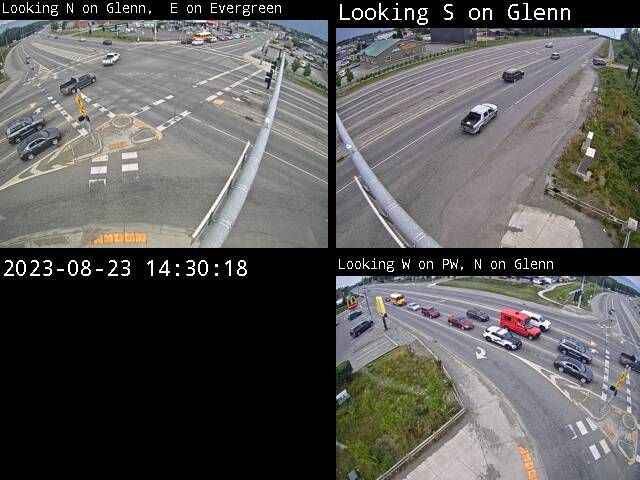 Looking N on Glenn,  E on Evergreen
Looking S on Glenn
2023-08-23 14:30:18
Looking W on PW, N on Glenn